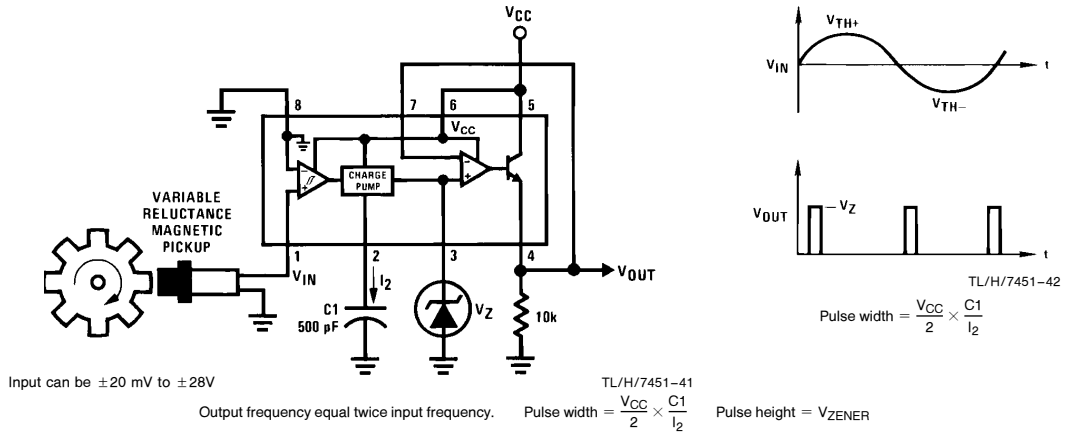 VCC
8
7
6
5
VCC
-
+
CHARGE
PUMP
-
+
VARIABLE
RELUCTANCE
MAGNETIC
PICKUP
1
2
3
4
VIN
I2
VOUT
C1
500 pF
VZ
10k
Input can be ±20 mV to ±28V
TL/H/7451–41
Output frequency equal twice input frequency. Pulse width = VCC/2 × C1/I2 Pulse height = VZENER
VTH+
VIN
t
VTH−
VOUT
VZ
t
TL/H/7451–42
Pulse width = VCC/2 × C1/I2